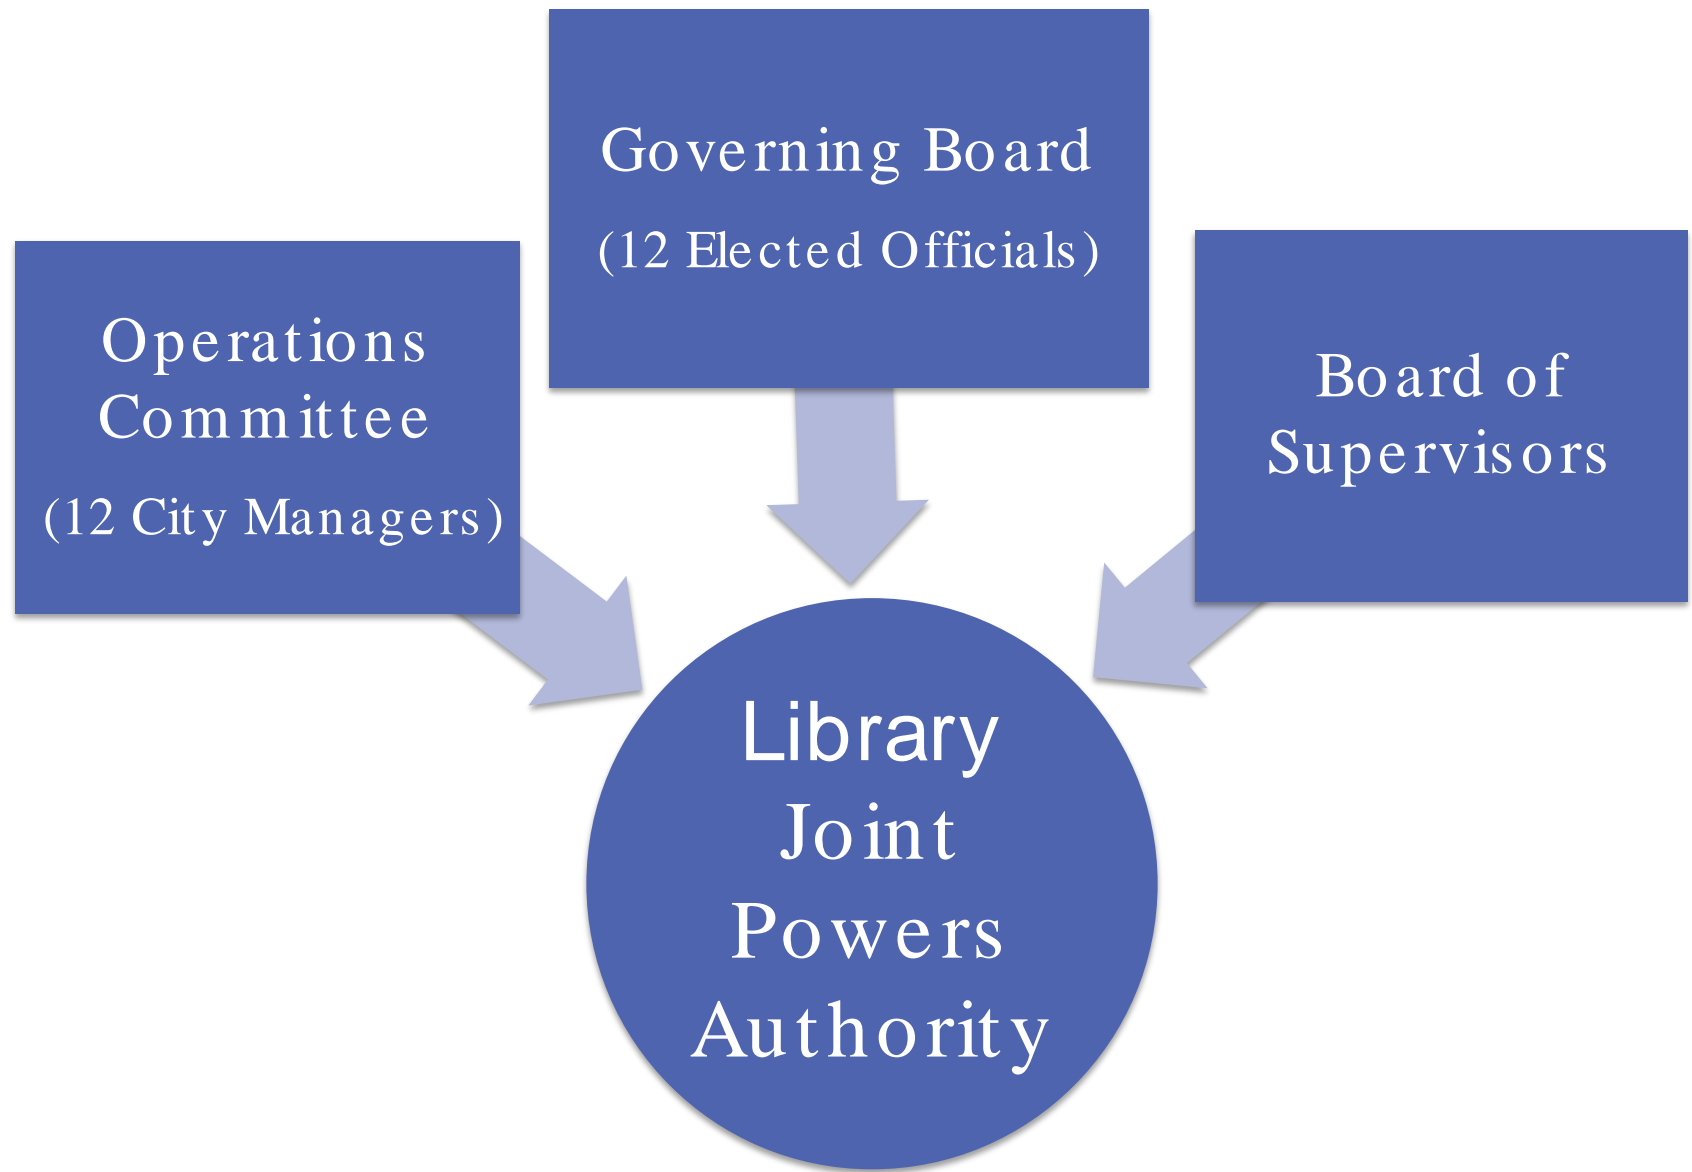 Governing Board
(12 Elected Officials)
Operations
Committee
(12 City Managers)
Board of
Supervisors
Library
Joint
Powers
Authority